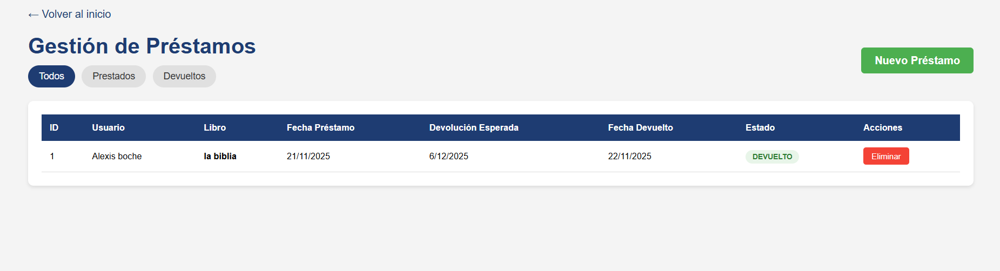 ← Volver al inicio
Gestión de Préstamos
Nuevo Préstamo
Todos Prestados Devueltos
ID Usuario Libro Fecha Préstamo Devolución Esperada Fecha Devuelto Estado Acciones
1 Alexis boche la biblia 21/11/2025 6/12/2025 22/11/2025 DEVUELTO Eliminar